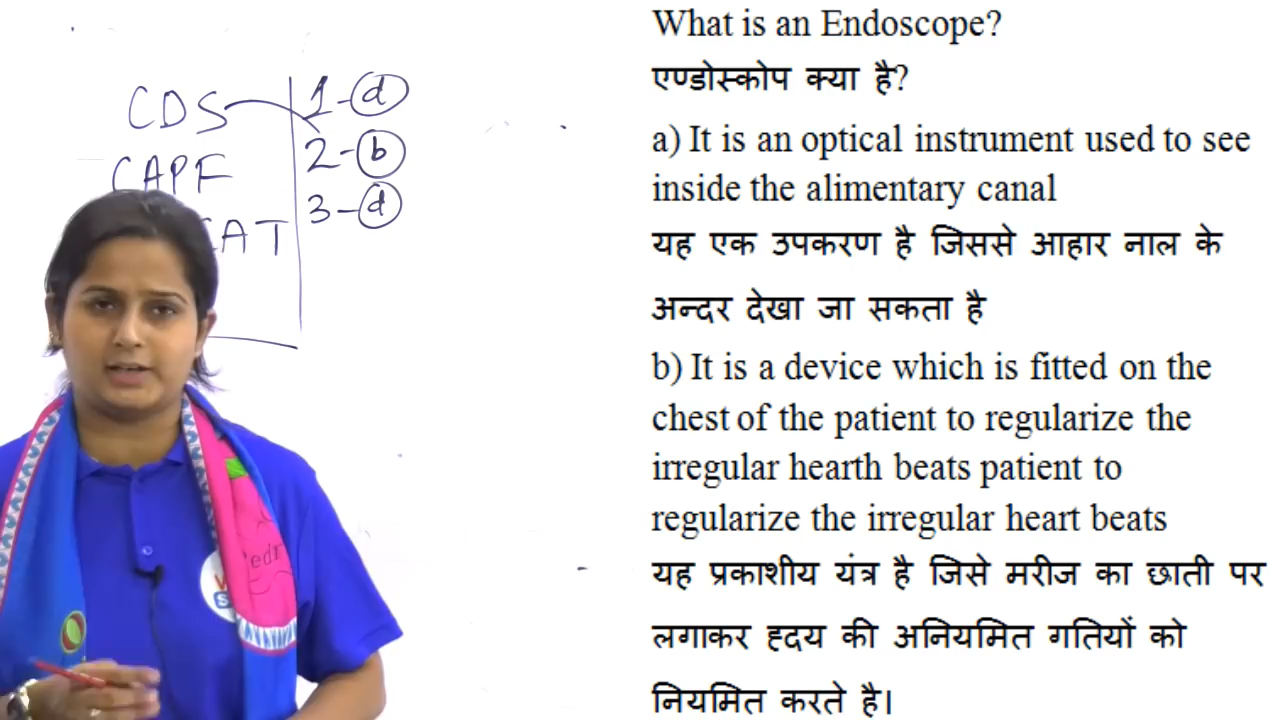 CDS
CAPF
CAT
1-d
2-b
3-d
What is an Endoscope?
एण्डोस्कोप क्या है?
a) It is an optical instrument used to see
inside the alimentary canal
यह एक उपकरण है जिससे आहार नाल के
अन्दर देखा जा सकता है
b) It is a device which is fitted on the
chest of the patient to regularize the
irregular hearth beats patient to
regularize the irregular heart beats
यह प्रकाशीय यंत्र है जिसे मरीज का छाती पर
लगाकर ह्दय की अनियमित गतियों को
नियमित करते है।